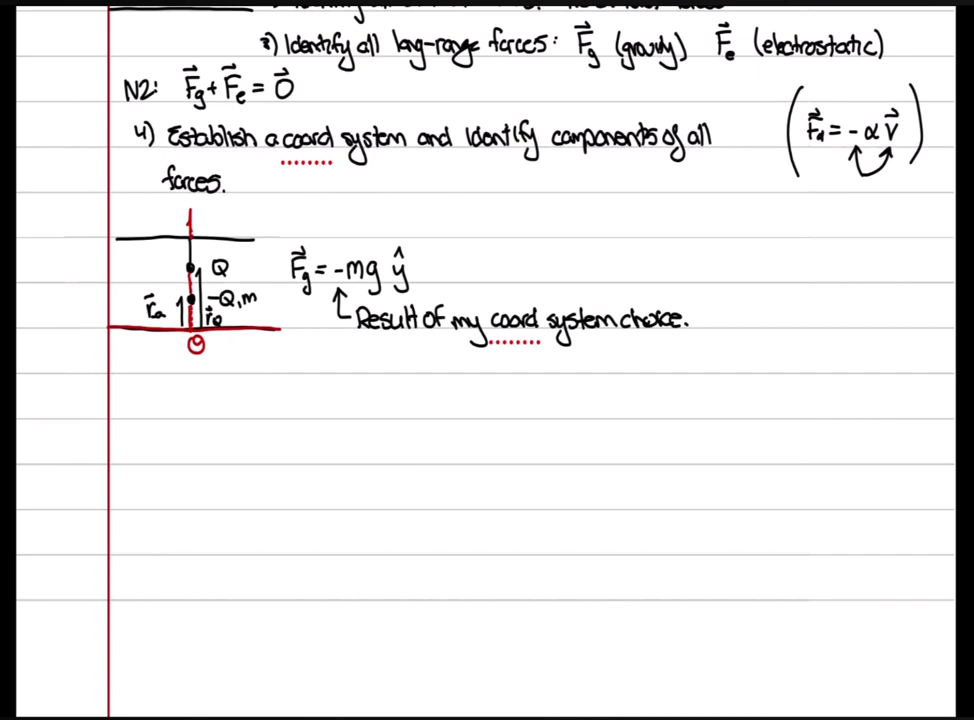 3) Identify all long-range forces: F⃗g (gravity) F⃗e (electrostatic)
N2: F⃗g + F⃗e = 0⃗
4) Establish a coord system and identify components of all
forces.
(F⃗d = -αv⃗)
Q
-Q, m
r⃗a
r⃗Q
O
F⃗g = -mg ŷ
Result of my coord system choice.